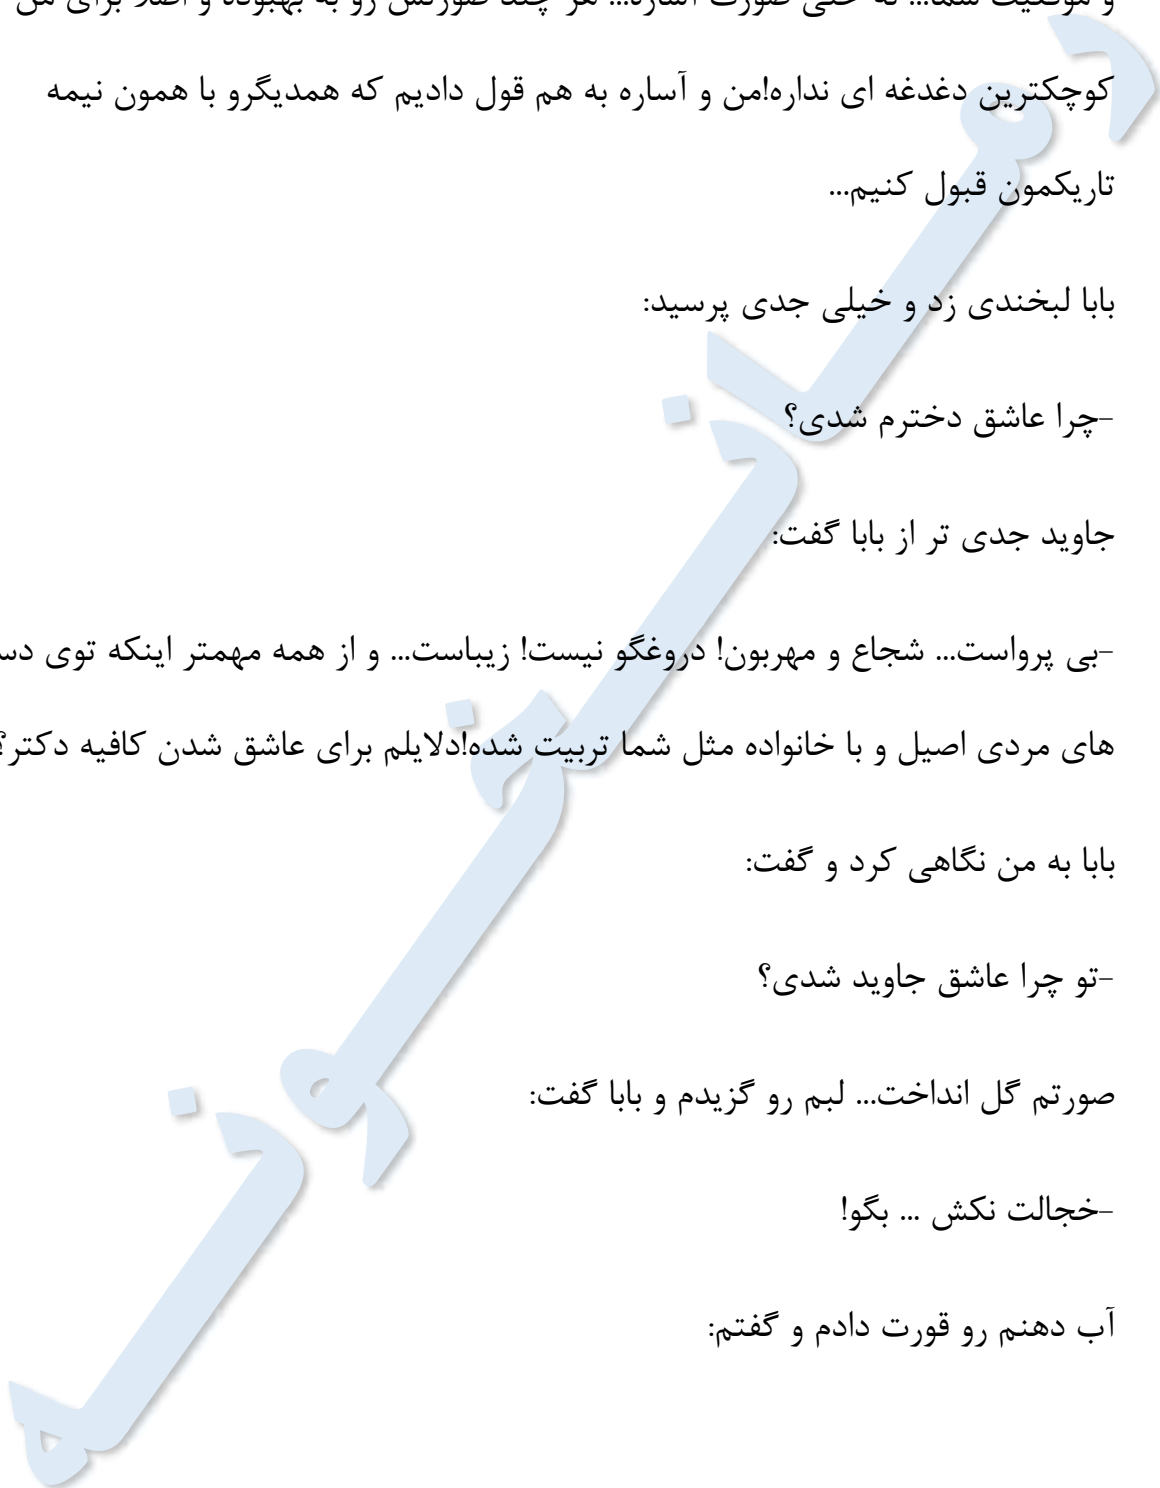 و موقعیت شما... نه حتی صورت آساره... هر چند صورتش رو به بهبوده و اصلا برای من
کوچکترین دغدغه ای نداره!من و آساره به هم قول دادیم که همدیگرو با همون نیمه
تاریکمون قبول کنیم...
بابا لبخندی زد و خیلی جدی پرسید:
-چرا عاشق دخترم شدی؟
جاوید جدی تر از بابا گفت:
-بی پرواست... شجاع و مهربون! دروغگو نیست! زیباست... و از همه مهمتر اینکه توی
های مردی اصیل و با خانواده مثل شما تربیت شده!دلایلم برای عاشق شدن کافیه دکتر؟
بابا به من نگاهی کرد و گفت:
-تو چرا عاشق جاوید شدی؟
صورتم گل انداخت... لبم رو گزیدم و بابا گفت:
-خجالت نکش ... بگو!
آب دهنم رو قورت دادم و گفتم:
رمانخونه